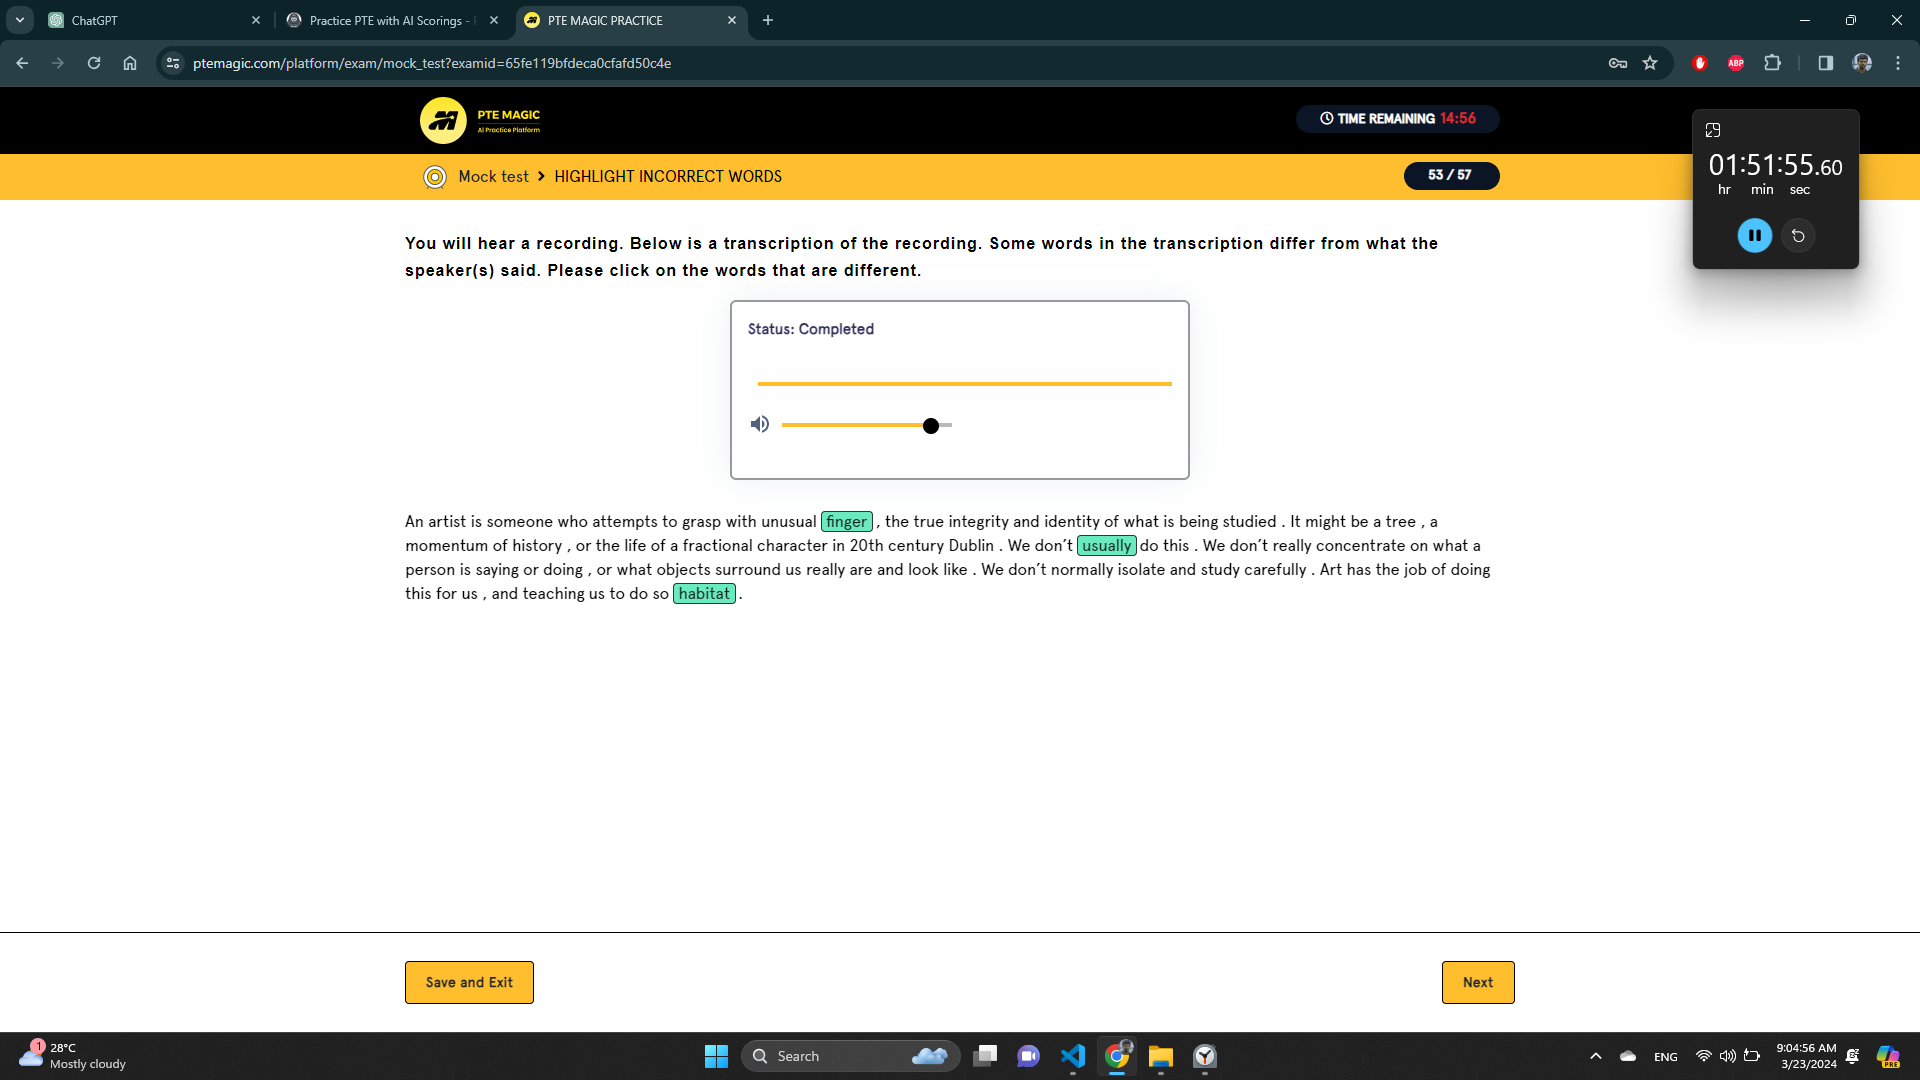 ChatGPT
Practice PTE with AI Scorings -
PTE MAGIC PRACTICE
ptemagic.com/platform/exam/mock_test?examid=65fe119bfdeca0cfafd50c4e
ABP
PTE MAGIC
AI Practice Platform
TIME REMAINING 14:56
01:51:55.60
hr min sec
Mock test > HIGHLIGHT INCORRECT WORDS
53 / 57
You will hear a recording. Below is a transcription of the recording. Some words in the transcription differ from what the
speaker(s) said. Please click on the words that are different.
Status: Completed
An artist is someone who attempts to grasp with unusual finger , the true integrity and identity of what is being studied . It might be a tree , a
momentum of history , or the life of a fractional character in 20th century Dublin . We don't usually do this . We don't really concentrate on what a
person is saying or doing , or what objects surround us really are and look like . We don't normally isolate and study carefully . Art has the job of doing
this for us , and teaching us to do so habitat .
Save and Exit
Next
1
28°C
Mostly cloudy
Search
ENG
9:04:56 AM
3/23/2024
PRE